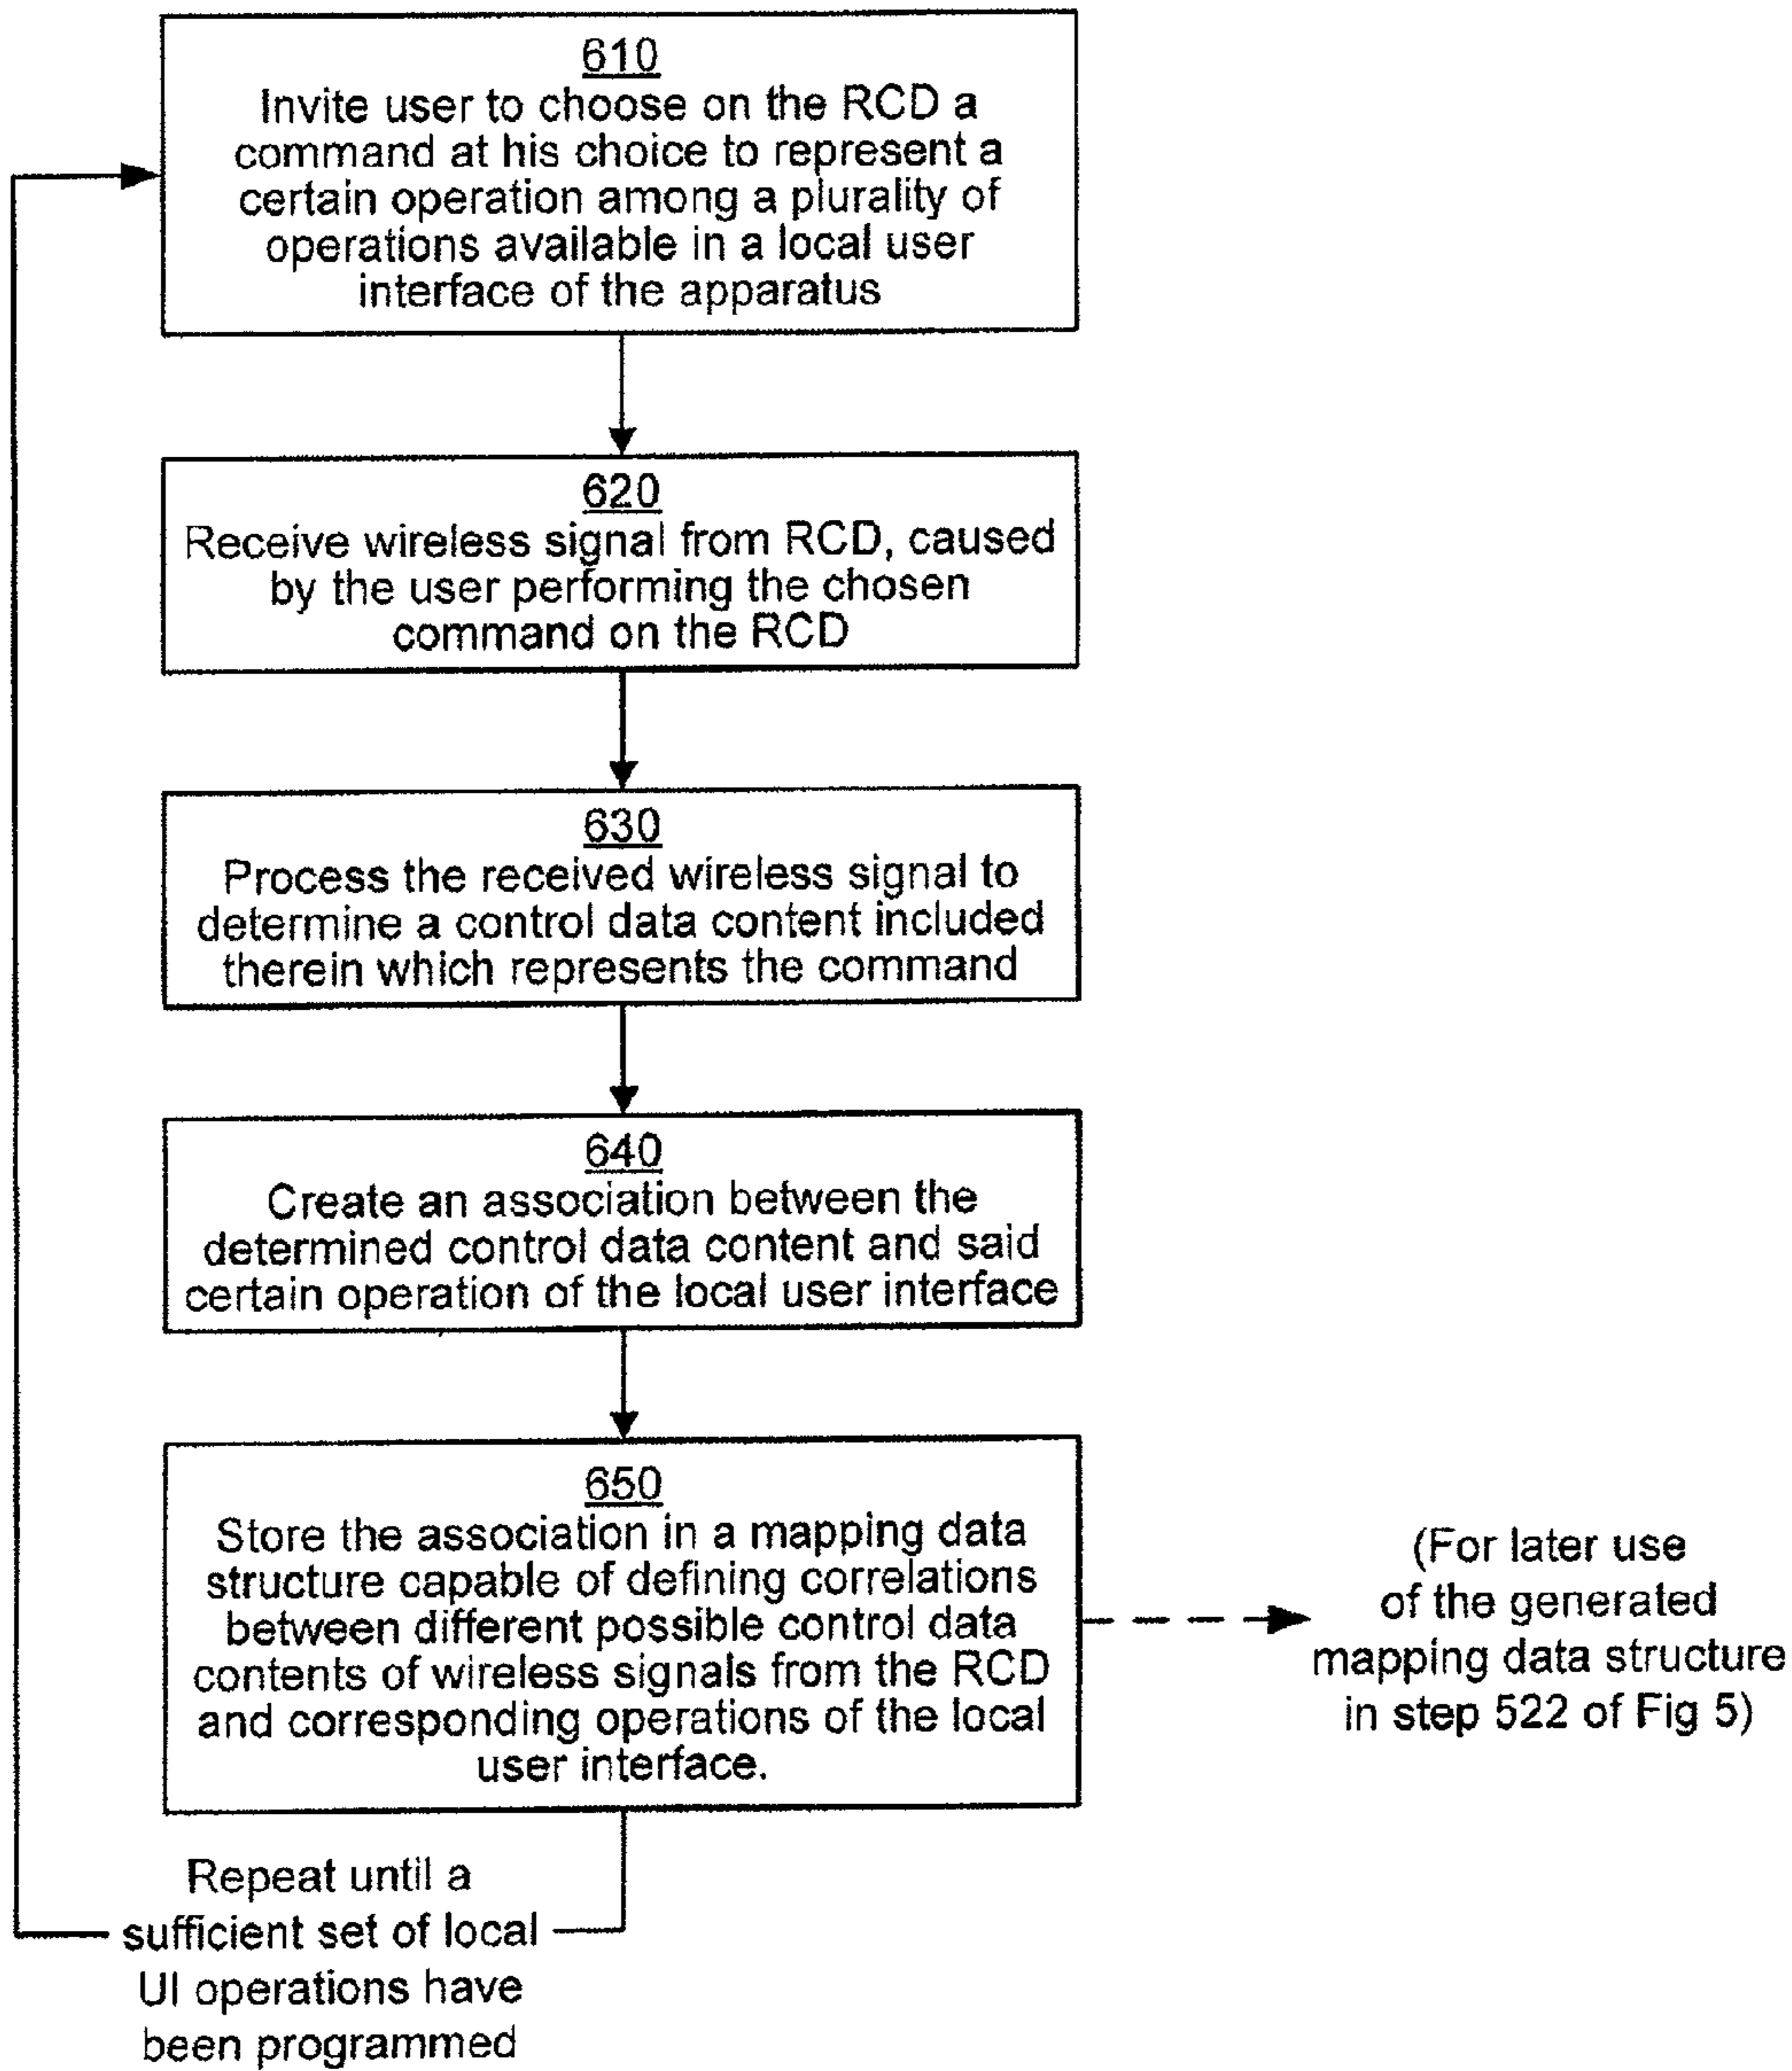 610
Invite user to choose on the RCD a
command at his choice to represent a
certain operation among a plurality of
operations available in a local user
interface of the apparatus
620
Receive wireless signal from RCD, caused
by the user performing the chosen
command on the RCD
630
Process the received wireless signal to
determine a control data content included
therein which represents the command
640
Create an association between the
determined control data content and said
certain operation of the local user interface
650
Store the association in a mapping data
structure capable of defining correlations
between different possible control data
contents of wireless signals from the RCD
and corresponding operations of the local
user interface.
(For later use
of the generated
mapping data structure
in step 522 of Fig 5)
Repeat until a
sufficient set of local
UI operations have
been programmed